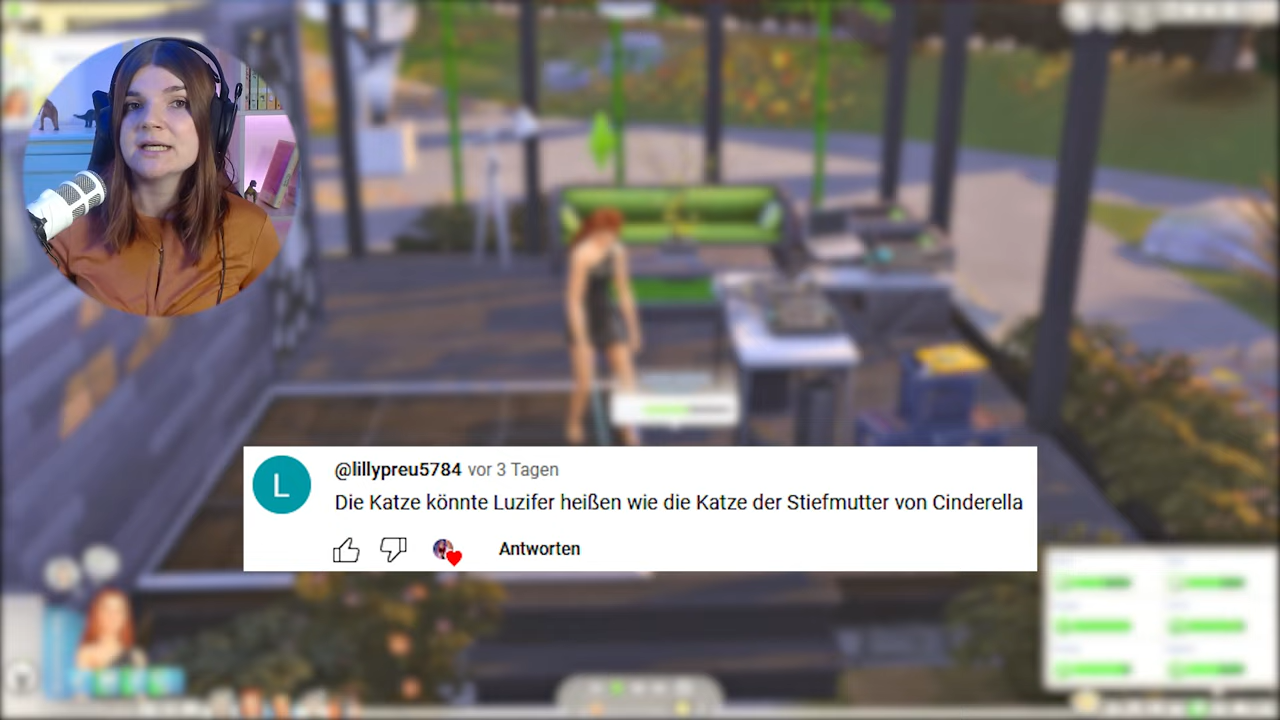 L
@lillypreu5784 vor 3 Tagen
Die Katze könnte Luzifer heißen wie die Katze der Stiefmutter von Cinderella
Antworten